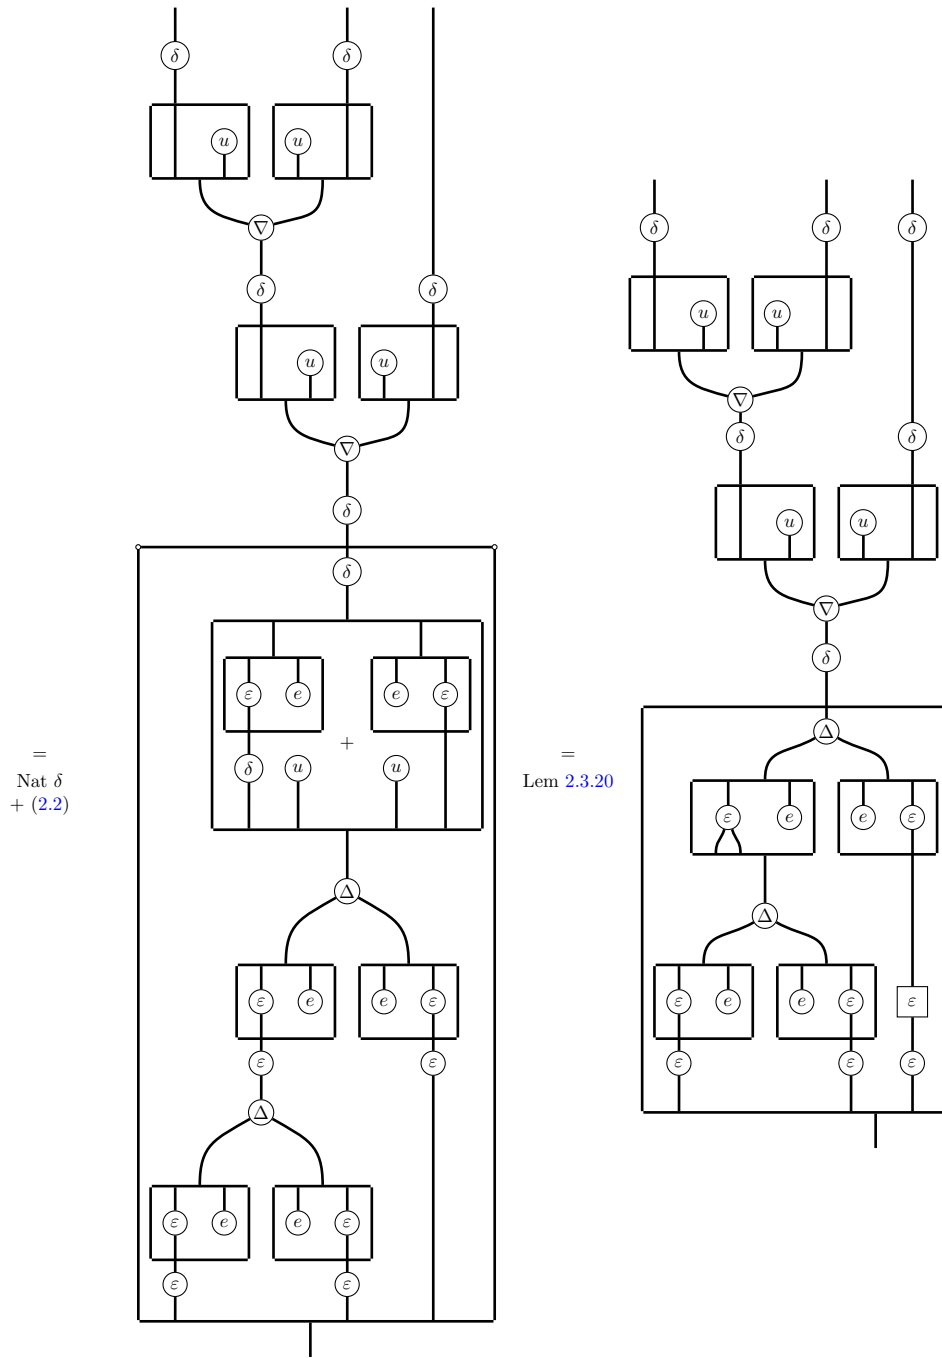 δ δ
u u
∇
δ δ
u u
∇
δ
δ
ε e e ε
+
δ u u
Δ
ε e e ε
ε ε
Δ
ε e e ε
ε ε
=
Nat δ
+ (2.2)
=
Lem 2.3.20
δ δ δ
u u
∇
δ δ
u u
∇
δ
Δ
ε e e ε
Δ
ε e e ε ε
ε ε ε